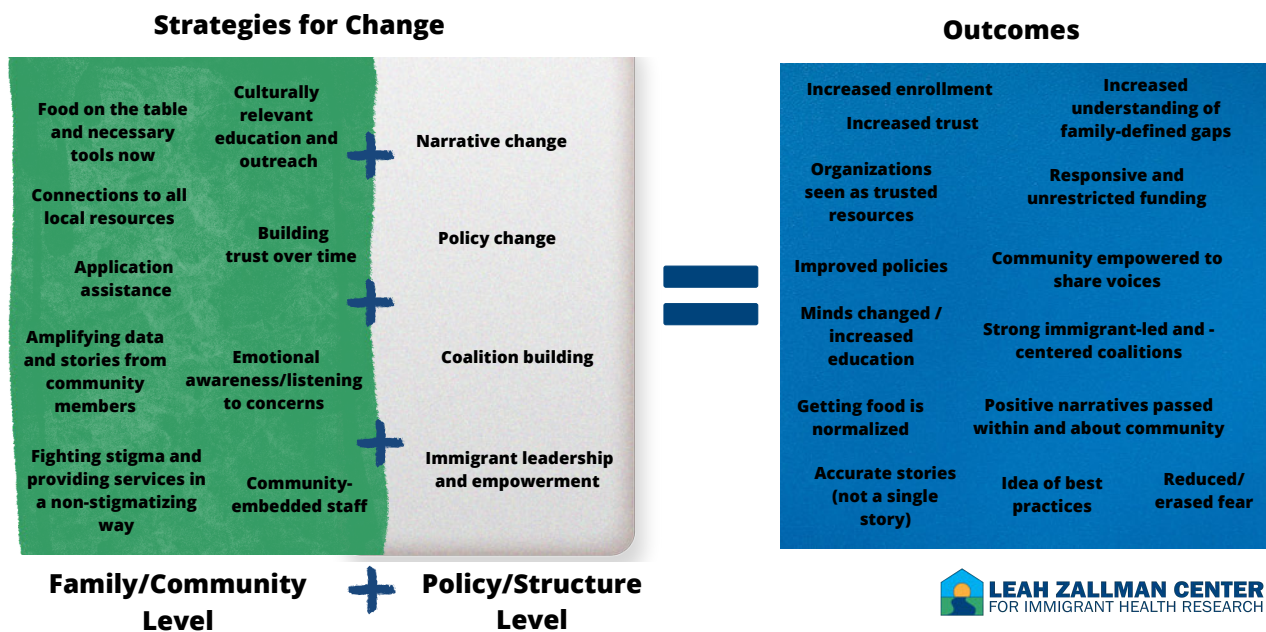 Strategies for Change
Outcomes
Food on the table
and necessary
tools now
Culturally
relevant
education and
outreach
Connections to all
local resources
Building
trust over time
Application
assistance
Amplifying data
and stories from
community
members
Emotional
awareness/listening
to concerns
Fighting stigma and
providing services in
a non-stigmatizing
way
Community-
embedded staff
+
+
+
Narrative change
Policy change
Coalition building
Immigrant leadership
and empowerment
=
Increased enrollment
Increased trust
Increased
understanding of
family-defined gaps
Organizations
seen as trusted
resources
Responsive and
unrestricted funding
Improved policies
Community empowered to
share voices
Minds changed /
increased
education
Strong immigrant-led and -
centered coalitions
Getting food is
normalized
Positive narratives passed
within and about community
Accurate stories
(not a single
story)
Idea of best
practices
Reduced/
erased fear
Family/Community
Level
+
Policy/Structure
Level
LEAH ZALLMAN CENTER
FOR IMMIGRANT HEALTH RESEARCH